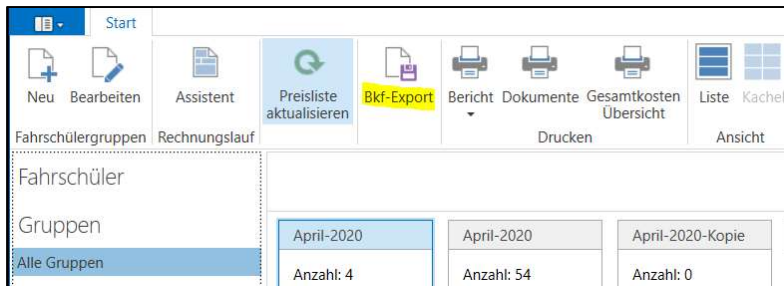 Start
Neu Bearbeiten Assistent Preisliste aktualisieren Bkf-Export Bericht Dokumente Gesamtkosten Übersicht Liste Kachel
Fahrschülergruppen Rechnungslauf Drucken Ansicht
Fahrschüler
Gruppen
Alle Gruppen
April-2020 April-2020 April-2020-Kopie
Anzahl: 4 Anzahl: 54 Anzahl: 0